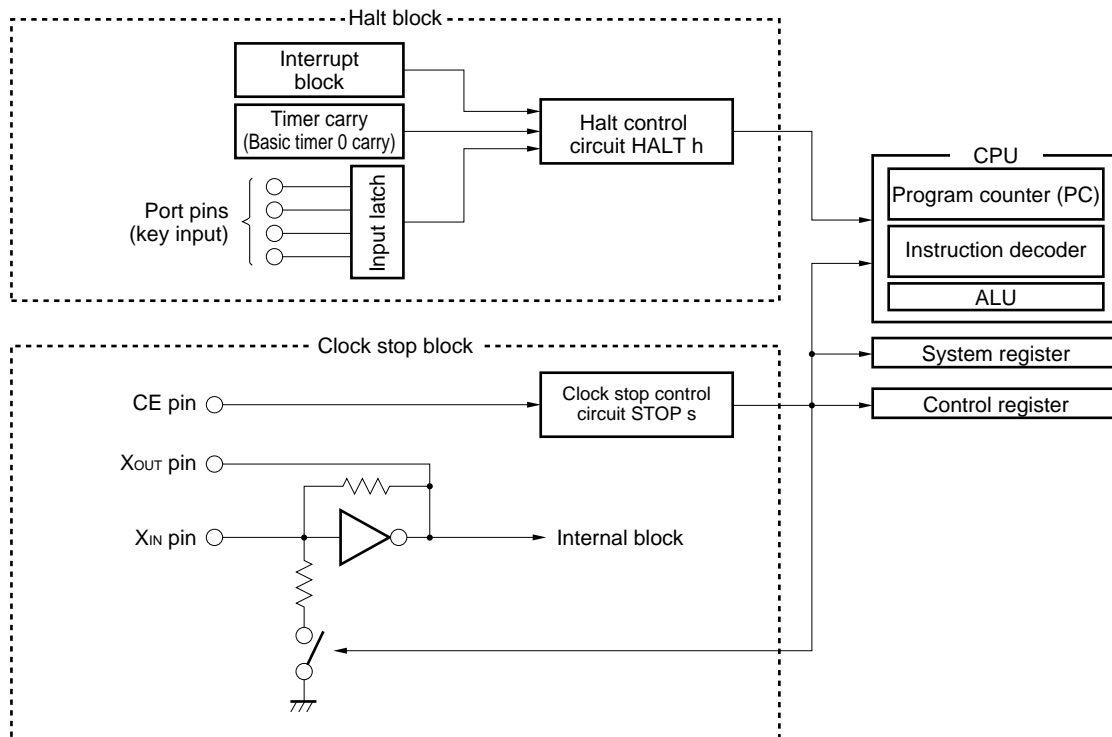 Halt block
Interrupt
block
Timer carry
(Basic timer 0 carry)
Port pins
(key input)
Input latch
Halt control
circuit HALT h
CPU
Program counter (PC)
Instruction decoder
ALU
System register
Control register
Clock stop block
CE pin
Clock stop control
circuit STOP s
XOUT pin
XIN pin
Internal block